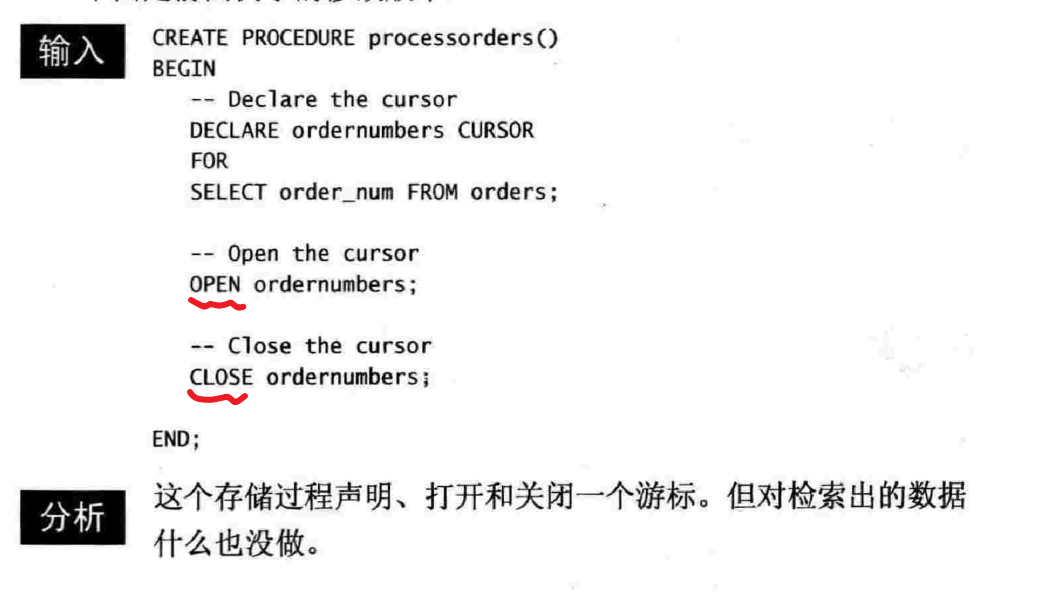 输入
CREATE PROCEDURE processorders()
BEGIN
-- Declare the cursor
DECLARE ordernumbers CURSOR
FOR
SELECT order_num FROM orders;
-- Open the cursor
OPEN ordernumbers;
-- Close the cursor
CLOSE ordernumbers;
END;
分析
这个存储过程声明、打开和关闭一个游标。但对检索出的数据
什么也没做。